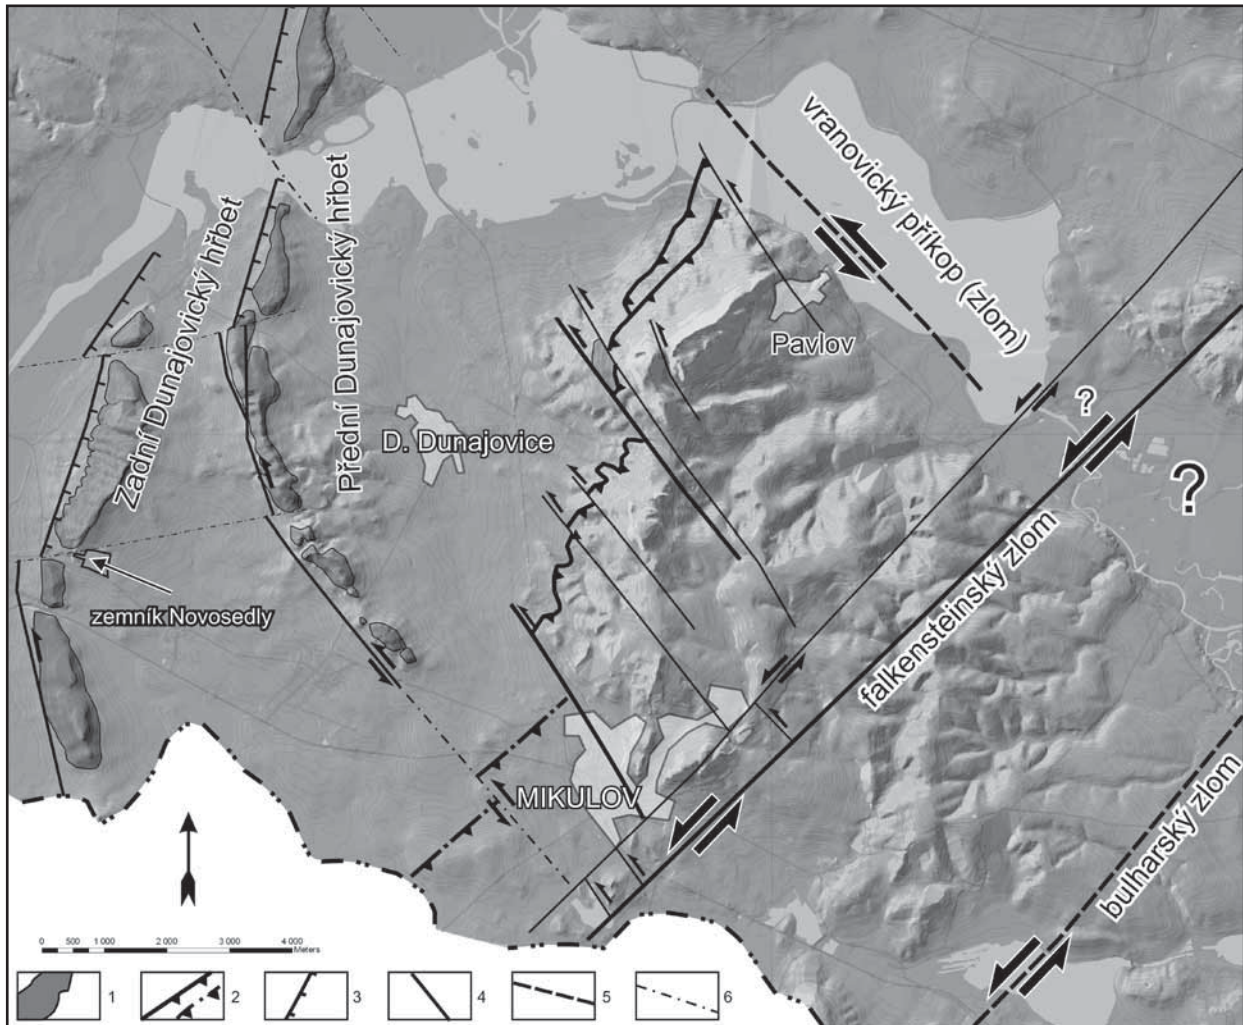 vranovický příkop (zlom)
Zadní Dunajovický hřbet
Přední Dunajovický hřbet
Pavlov
D. Dunajovice
?
?
zemník Novosedly
falkensteinský zlom
MIKULOV
bulharský zlom
0 500 1 000 2 000 3 000 4 000
Meters
1 2 3 4 5 6